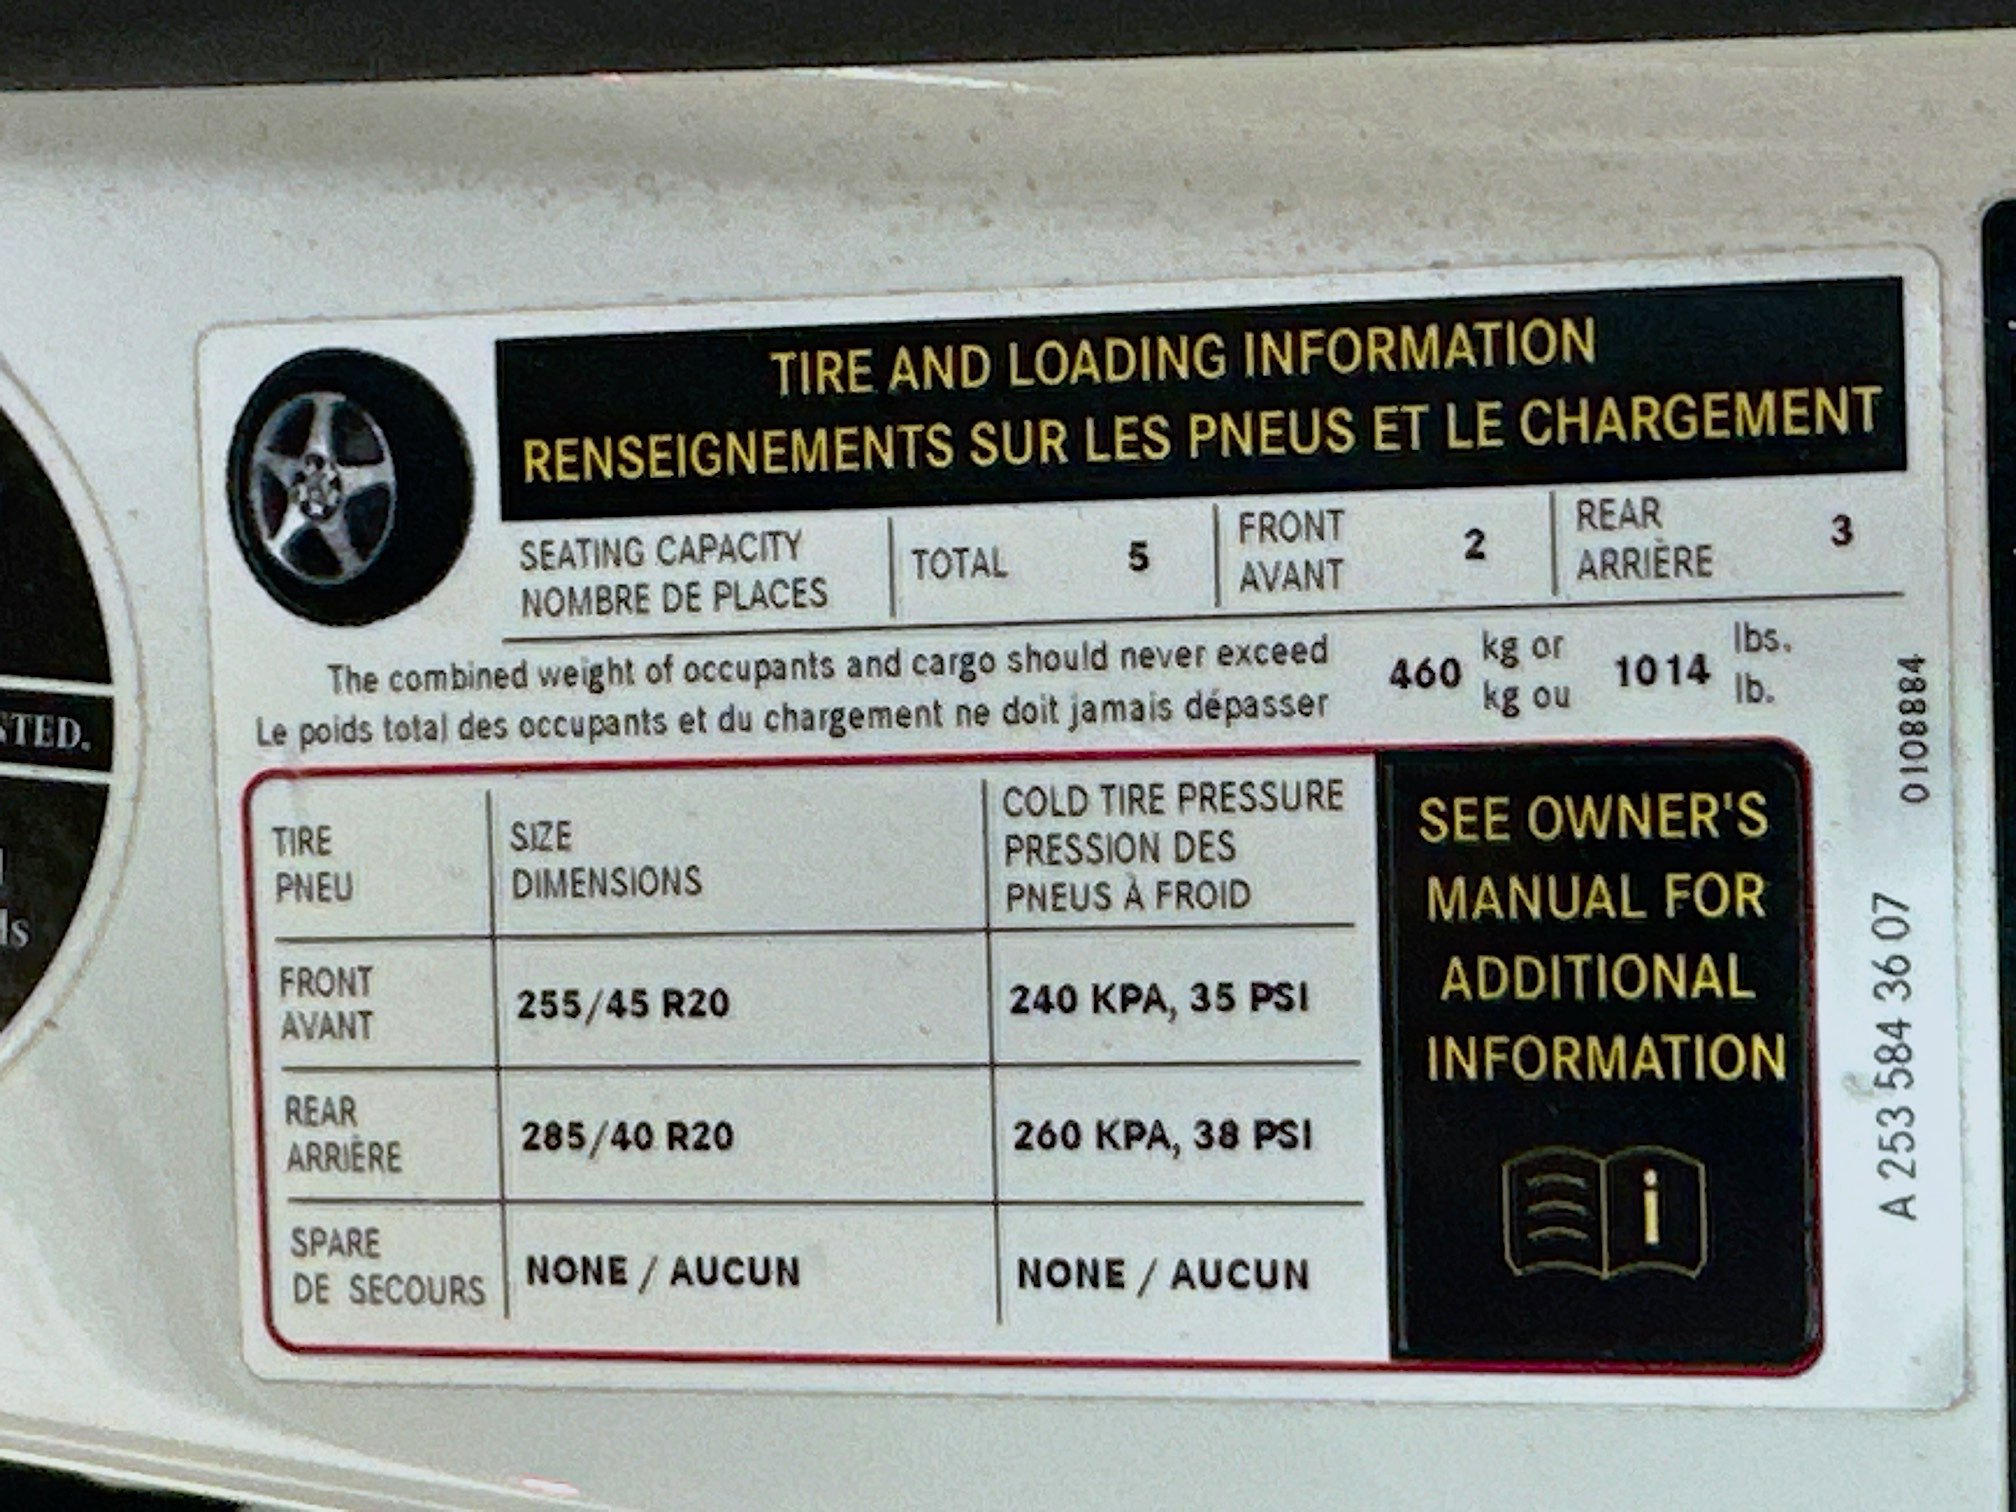 TIRE AND LOADING INFORMATION
RENSEIGNEMENTS SUR LES PNEUS ET LE CHARGEMENT
SEATING CAPACITY
NOMBRE DE PLACES
TOTAL 5
FRONT
AVANT
2
REAR
ARRIÈRE
3
The combined weight of occupants and cargo should never exceed
Le poids total des occupants et du chargement ne doit jamais dépasser
460
kg or
kg ou
1014
lbs.
lb.
TIRE
PNEU
SIZE
DIMENSIONS
COLD TIRE PRESSURE
PRESSION DES
PNEUS À FROID
FRONT
AVANT
255/45 R20
240 KPA, 35 PSI
REAR
ARRIÈRE
285/40 R20
260 KPA, 38 PSI
SPARE
DE SECOURS
NONE / AUCUN
NONE / AUCUN
SEE OWNER'S
MANUAL FOR
ADDITIONAL
INFORMATION
i
0108884
A 253 584 36 07